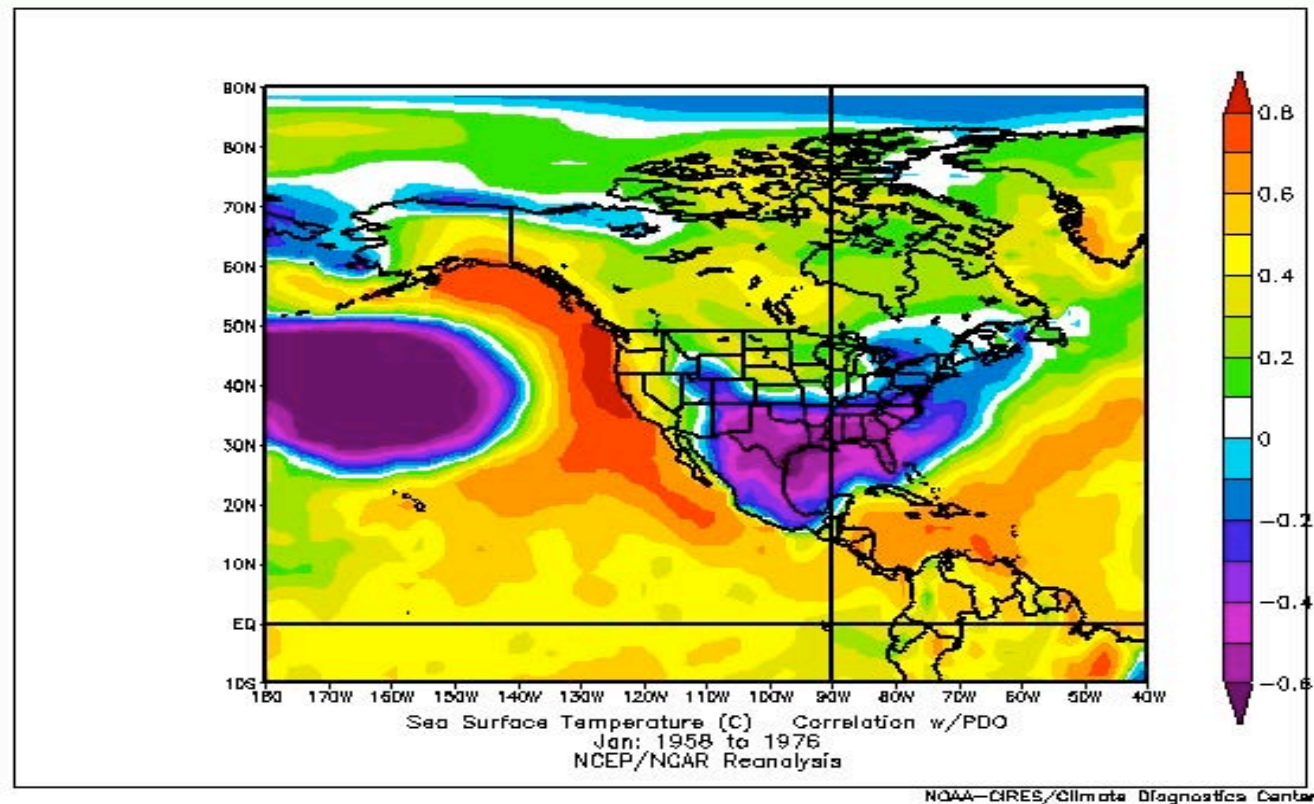 90N
80N
70N
60N
50N
40N
30N
20N
10N
EQ
10S
180 170W 160W 150W 140W 130W 120W 110W 100W 90W 80W 70W 60W 50W 40W
0.8
0.6
0.4
0.2
0
-0.2
-0.4
-0.6
Sea Surface Temperature (C) Correlation w/PDO
Jan: 1958 to 1976
NCEP/NCAR Reanalysis
NOAA-CIRES/Climate Diagnostics Center